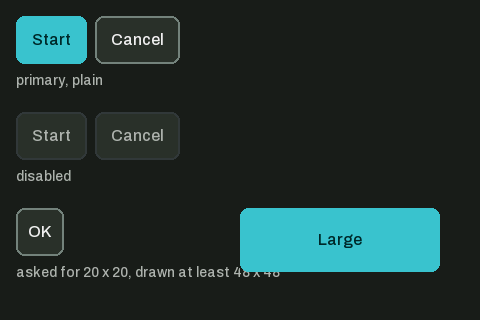 Start Cancel
primary, plain
Start Cancel
disabled
OK Large
asked for 20 x 20, drawn at least 48 x 48